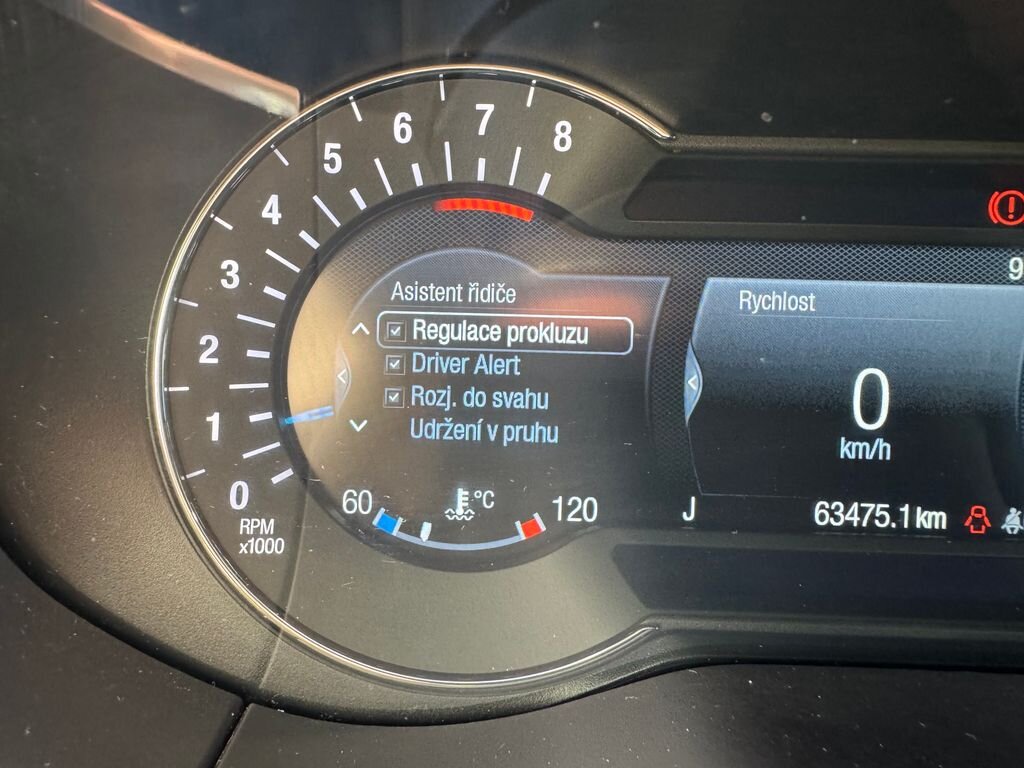 8
7
6
5
4
3
2
1
0
RPM
x1000
Asistent řidiče
Regulace prokluzu
Driver Alert
Rozj. do svahu
Udržení v pruhu
60
°C
120
9
Rychlost
0
km/h
J
63475.1 km